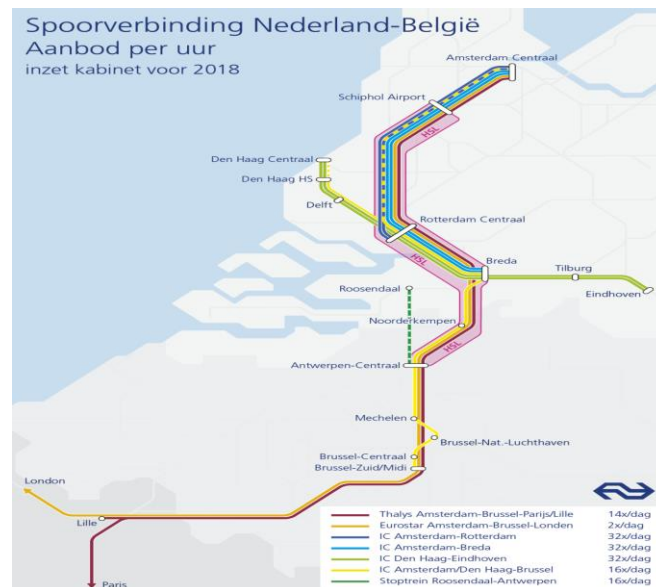 Spoorverbinding Nederland-België
Aanbod per uur
inzet kabinet voor 2018
Amsterdam Centraal
Schiphol Airport
HSL
Den Haag Centraal
Den Haag HS
Delft
Rotterdam Centraal
HSL
Breda
Tilburg
Eindhoven
Roosendaal
Noorderkempen
HSL
Antwerpen-Centraal
Mechelen
Brussel-Nat.-Luchthaven
Brussel-Centraal
Brussel-Zuid/Midi
London
Lille
Paris
Thalys Amsterdam-Brussel-Parijs/Lille 14x/dag
Eurostar Amsterdam-Brussel-Londen 2x/dag
IC Amsterdam-Rotterdam 32x/dag
IC Amsterdam-Breda 32x/dag
IC Den Haag-Eindhoven 32x/dag
IC Amsterdam/Den Haag-Brussel 16x/dag
Stoptrein Roosendaal-Antwerpen 16x/dag